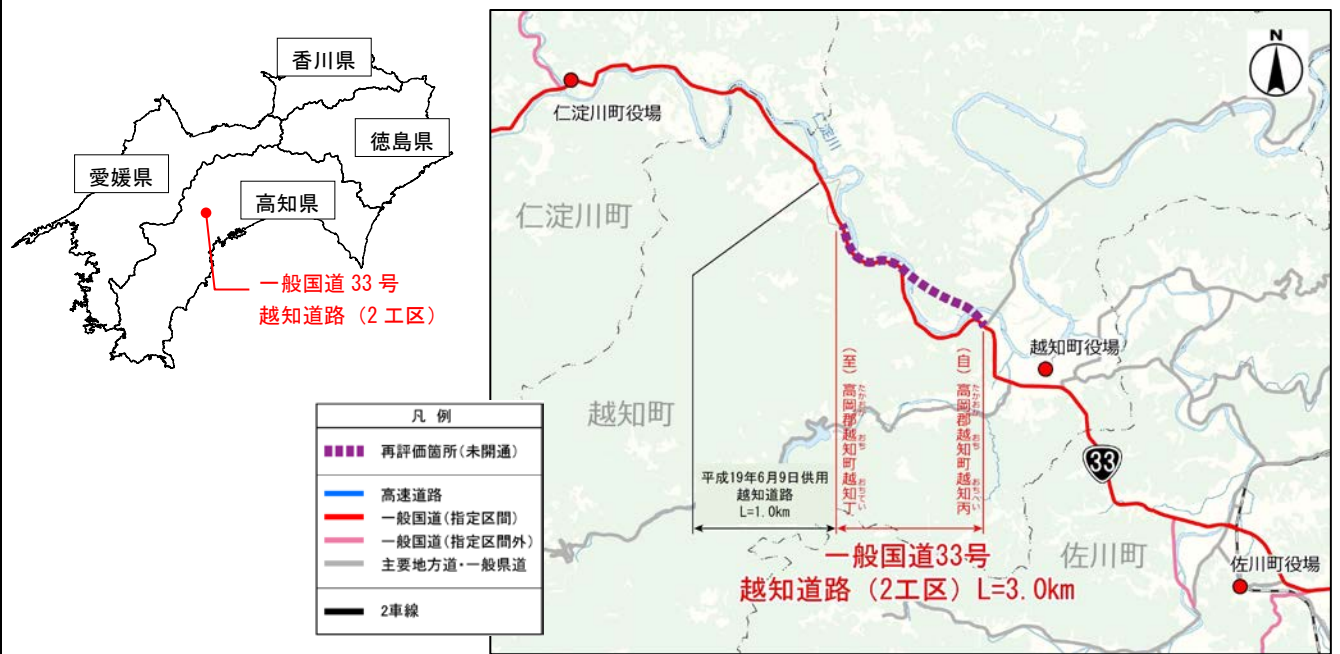 香川県
徳島県
愛媛県
高知県
一般国道 33 号
越知道路（2 工区）
凡 例
再評価箇所(未開通)
高速道路
一般国道(指定区間)
一般国道(指定区間外)
主要地方道・一般県道
2車線
N
仁淀川町役場
仁淀川
仁淀川町
越知町役場
越知町
（至）高岡郡越知町越知丁
たかおか おち おちてい
（自）高岡郡越知町越知丙
たかおか おち おちへい
平成19年6月9日供用
越知道路
L=1.0km
33
一般国道33号
越知道路（2工区）L=3.0km
佐川町
佐川町役場